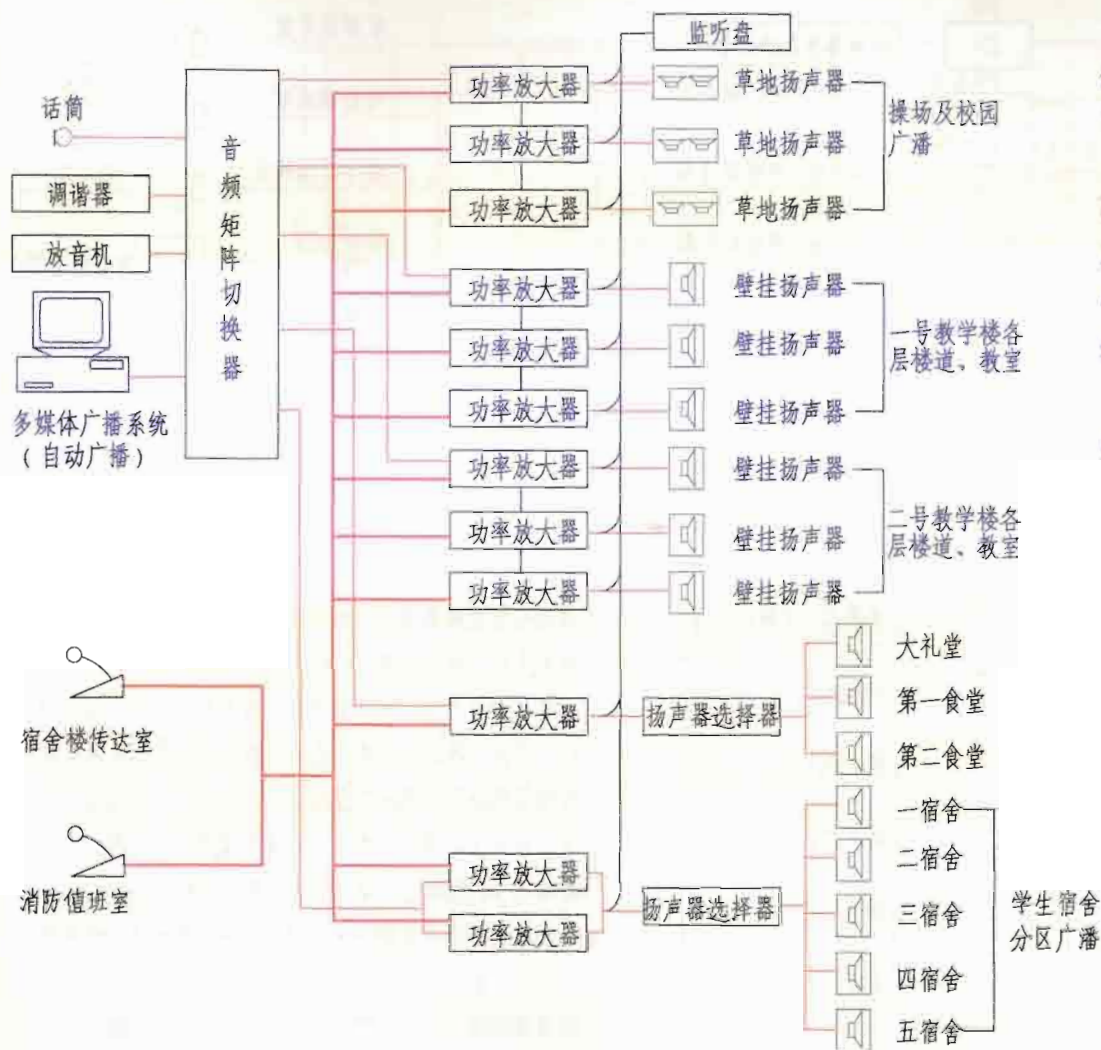 监听盘
话筒
调谐器
放音机
多媒体广播系统
（自动广播）
音频矩阵切换器
功率放大器
草地扬声器
功率放大器
草地扬声器
功率放大器
草地扬声器
操场及校园
广播
功率放大器
壁挂扬声器
功率放大器
壁挂扬声器
功率放大器
壁挂扬声器
一号教学楼各
层楼道、教室
功率放大器
壁挂扬声器
功率放大器
壁挂扬声器
功率放大器
壁挂扬声器
二号教学楼各
层楼道、教室
宿舍楼传达室
消防值班室
功率放大器
扬声器选择器
大礼堂
第一食堂
第二食堂
功率放大器
功率放大器
扬声器选择器
一宿舍
二宿舍
三宿舍
四宿舍
五宿舍
学生宿舍
分区广播